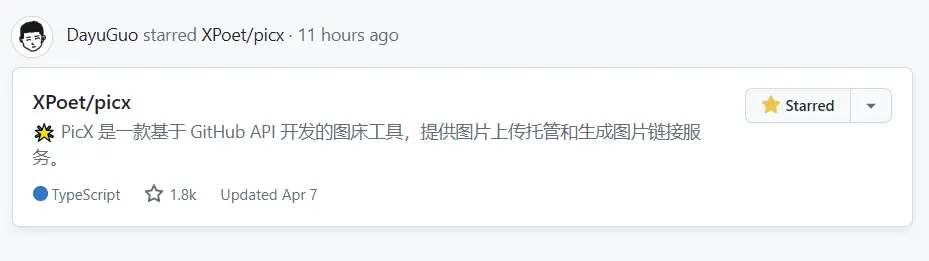 DayuGuo starred XPoet/picx · 11 hours ago
XPoet/picx
Starred
🌟 PicX 是一款基于 GitHub API 开发的图床工具，提供图片上传托管和生成图片链接服
务。
TypeScript 1.8k Updated Apr 7